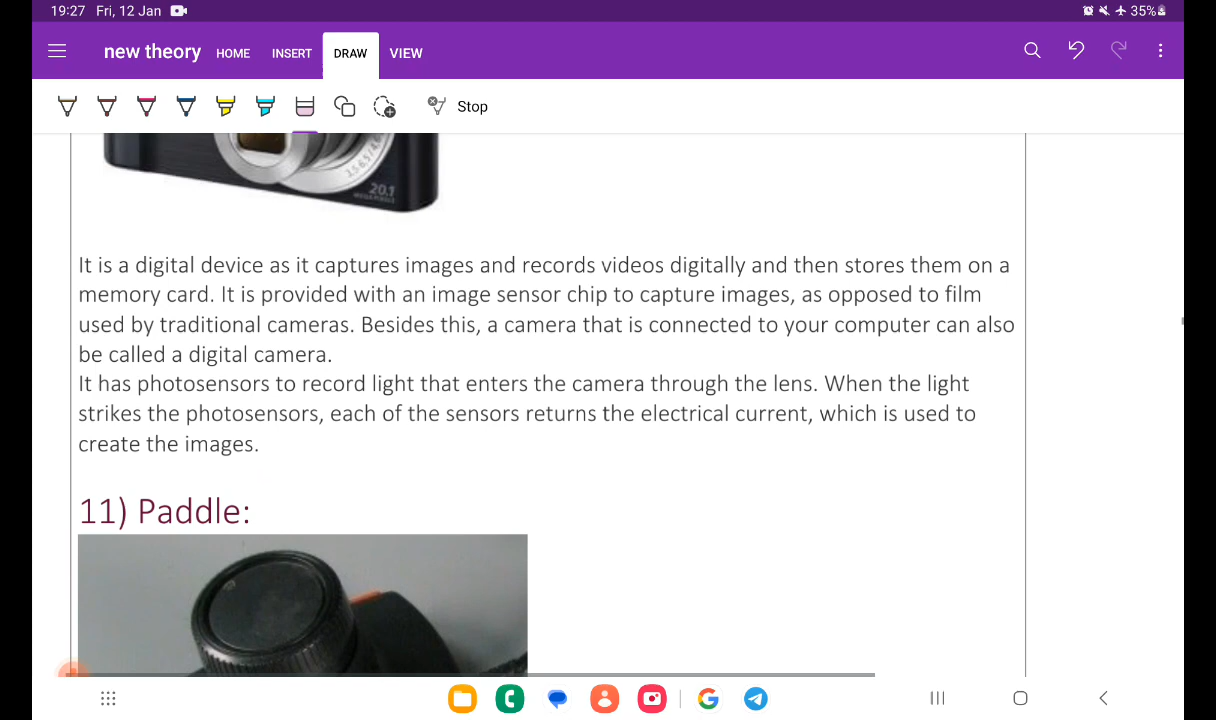 19:27 Fri, 12 Jan 35%
new theory HOME INSERT DRAW VIEW
Stop
20.1
MEGA PIXELS
It is a digital device as it captures images and records videos digitally and then stores them on a
memory card. It is provided with an image sensor chip to capture images, as opposed to film
used by traditional cameras. Besides this, a camera that is connected to your computer can also
be called a digital camera.
It has photosensors to record light that enters the camera through the lens. When the light
strikes the photosensors, each of the sensors returns the electrical current, which is used to
create the images.
11) Paddle: